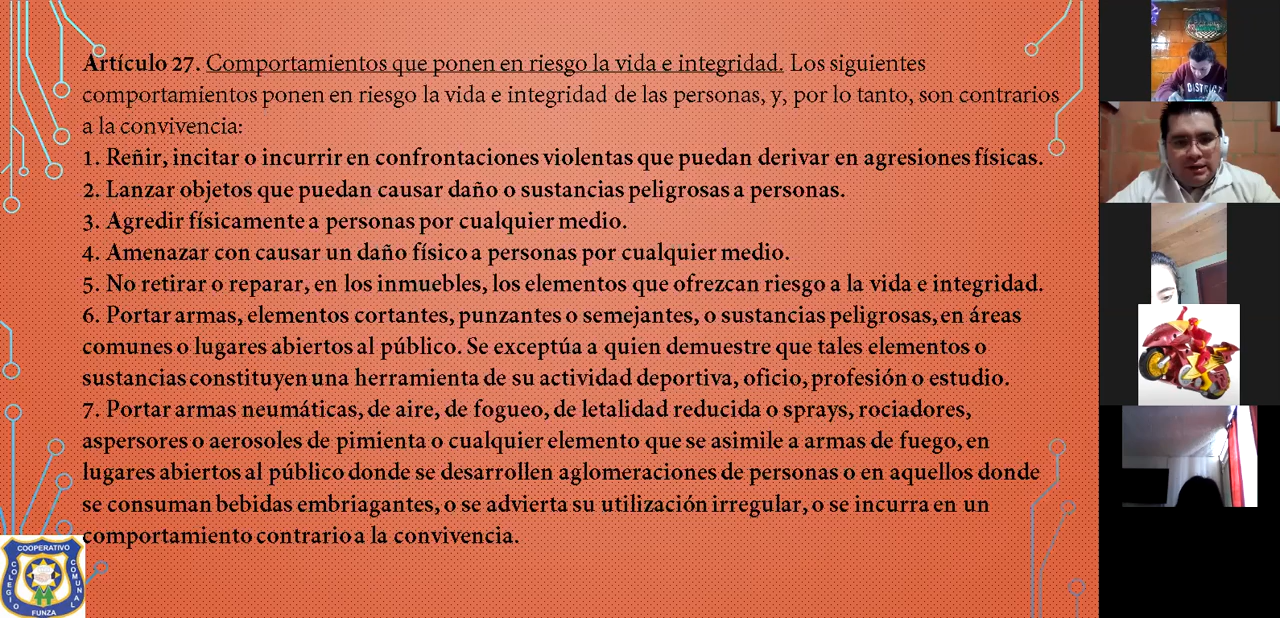 Artículo 27. Comportamientos que ponen en riesgo la vida e integridad. Los siguientes
comportamientos ponen en riesgo la vida e integridad de las personas, y, por lo tanto, son contrarios
a la convivencia:
1. Reñir, incitar o incurrir en confrontaciones violentas que puedan derivar en agresiones físicas.
2. Lanzar objetos que puedan causar daño o sustancias peligrosas a personas.
3. Agredir físicamente a personas por cualquier medio.
4. Amenazar con causar un daño físico a personas por cualquier medio.
5. No retirar o reparar, en los inmuebles, los elementos que ofrezcan riesgo a la vida e integridad.
6. Portar armas, elementos cortantes, punzantes o semejantes, o sustancias peligrosas, en áreas
comunes o lugares abiertos al público. Se exceptúa a quien demuestre que tales elementos o
sustancias constituyen una herramienta de su actividad deportiva, oficio, profesión o estudio.
7. Portar armas neumáticas, de aire, de fogueo, de letalidad reducida o sprays, rociadores,
aspersores o aerosoles de pimienta o cualquier elemento que se asimile a armas de fuego, en
lugares abiertos al público donde se desarrollen aglomeraciones de personas o en aquellos donde
se consuman bebidas embriagantes, o se advierta su utilización irregular, o se incurra en un
comportamiento contrario a la convivencia.
COOPERATIVO
COLEGIO
COMUNAL
FUNZA
DISTRICT